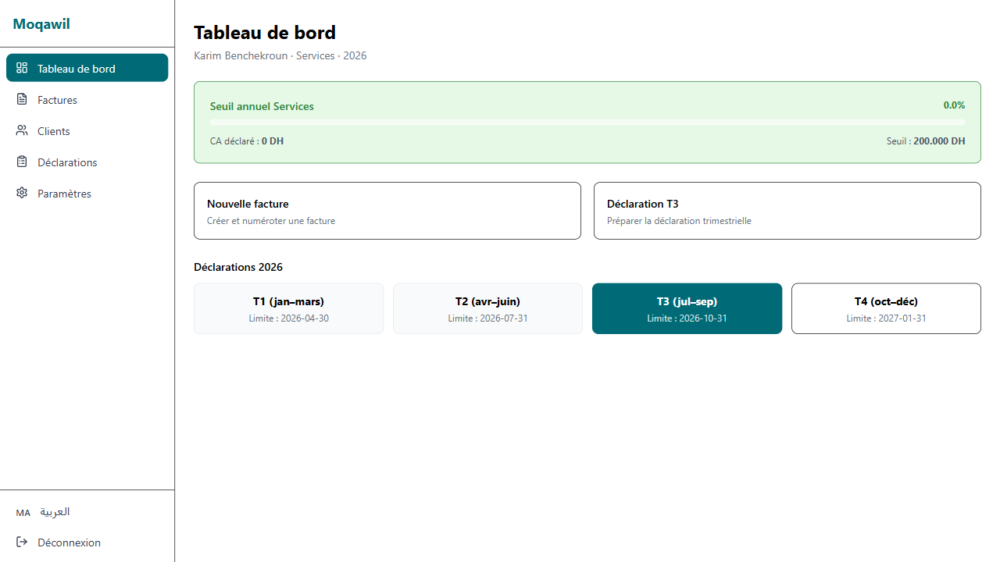 Moqawil
Tableau de bord
Factures
Clients
Déclarations
Paramètres
MA العربية
Déconnexion
Tableau de bord
Karim Benchekroun · Services · 2026
Seuil annuel Services 0.0%
CA déclaré : 0 DH Seuil : 200.000 DH
Nouvelle facture
Créer et numéroter une facture
Déclaration T3
Préparer la déclaration trimestrielle
Déclarations 2026
T1 (jan–mars)
Limite : 2026-04-30
T2 (avr–juin)
Limite : 2026-07-31
T3 (jul–sep)
Limite : 2026-10-31
T4 (oct–déc)
Limite : 2027-01-31